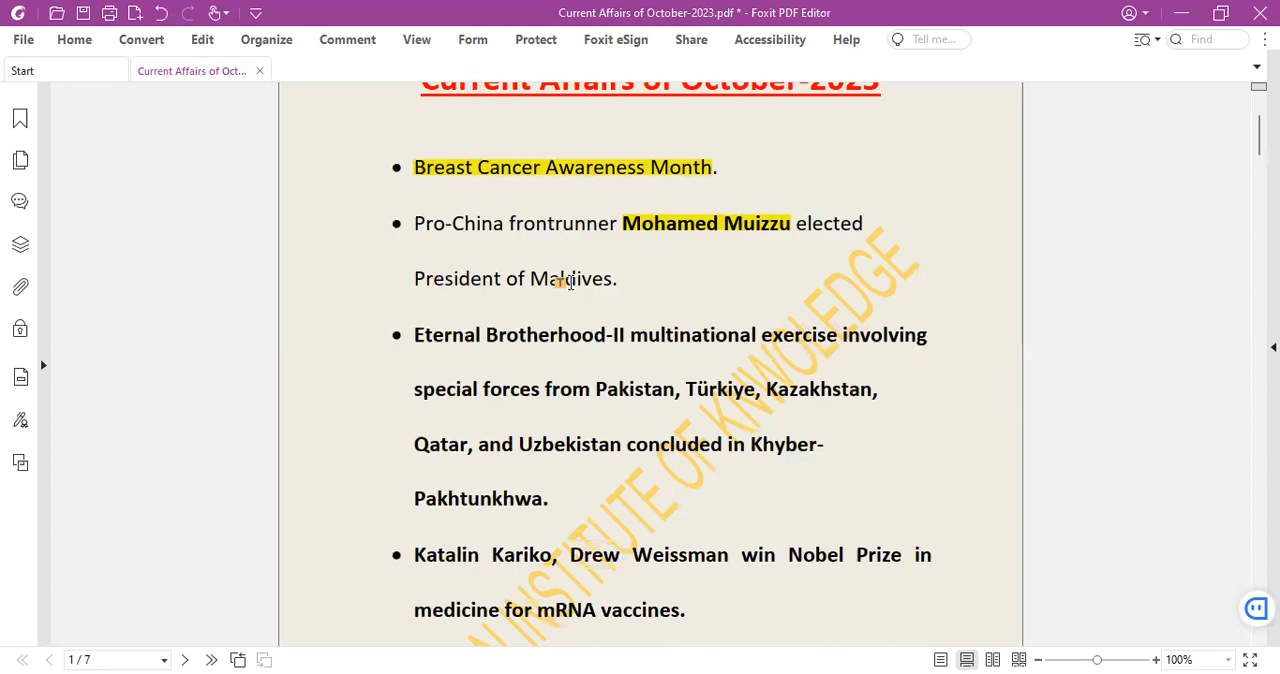 Current Affairs of October-2023.pdf * - Foxit PDF Editor
File Home Convert Edit Organize Comment View Form Protect Foxit eSign Share Accessibility Help Tell me... Find
Start Current Affairs of Oct...
Current Affairs of October-2023
• Breast Cancer Awareness Month.
• Pro-China frontrunner Mohamed Muizzu elected
President of Maldives.
• Eternal Brotherhood-II multinational exercise involving
special forces from Pakistan, Türkiye, Kazakhstan,
Qatar, and Uzbekistan concluded in Khyber-
Pakhtunkhwa.
• Katalin Kariko, Drew Weissman win Nobel Prize in
medicine for mRNA vaccines.
INSTITUTE OF KNWOLEDGE
1 / 7 100%